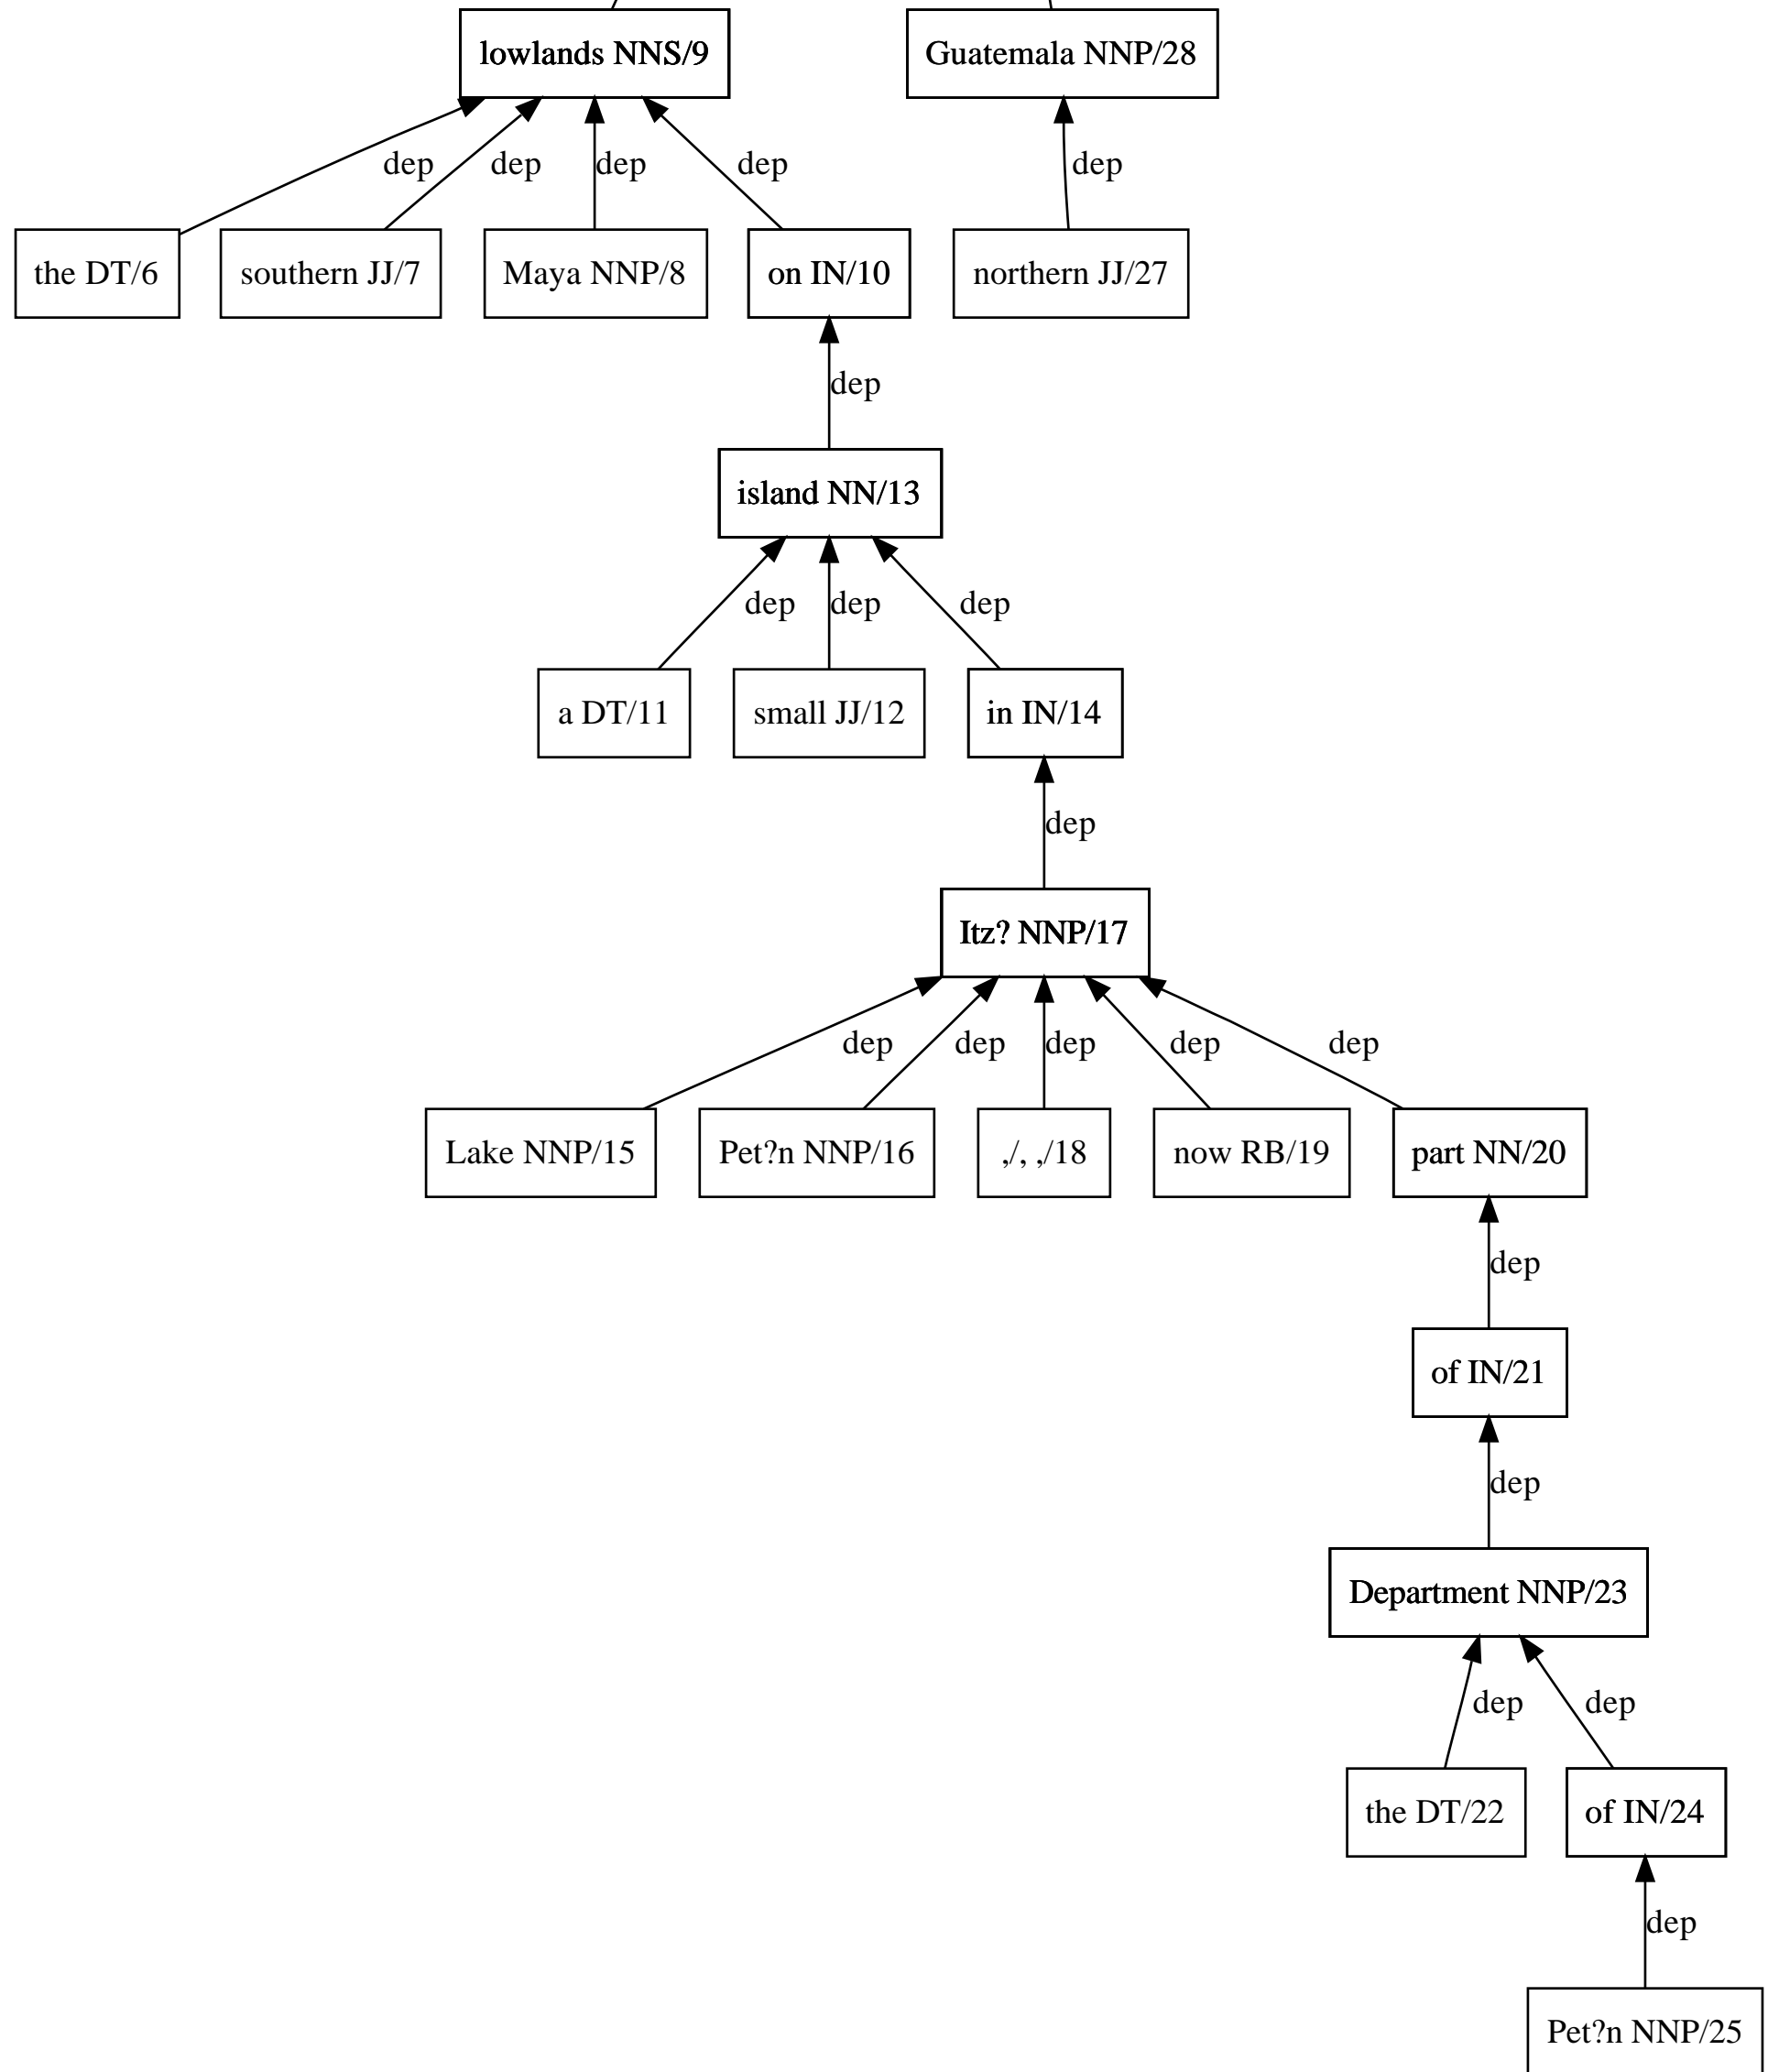 lowlands NNS/9 Guatemala NNP/28
dep dep dep dep dep
the DT/6 southern JJ/7 Maya NNP/8 on IN/10 northern JJ/27
dep
island NN/13
dep dep dep
a DT/11 small JJ/12 in IN/14
dep
Itz? NNP/17
dep dep dep dep dep
Lake NNP/15 Pet?n NNP/16 ,/, ,/18 now RB/19 part NN/20
dep
of IN/21
dep
Department NNP/23
dep dep
the DT/22 of IN/24
dep
Pet?n NNP/25